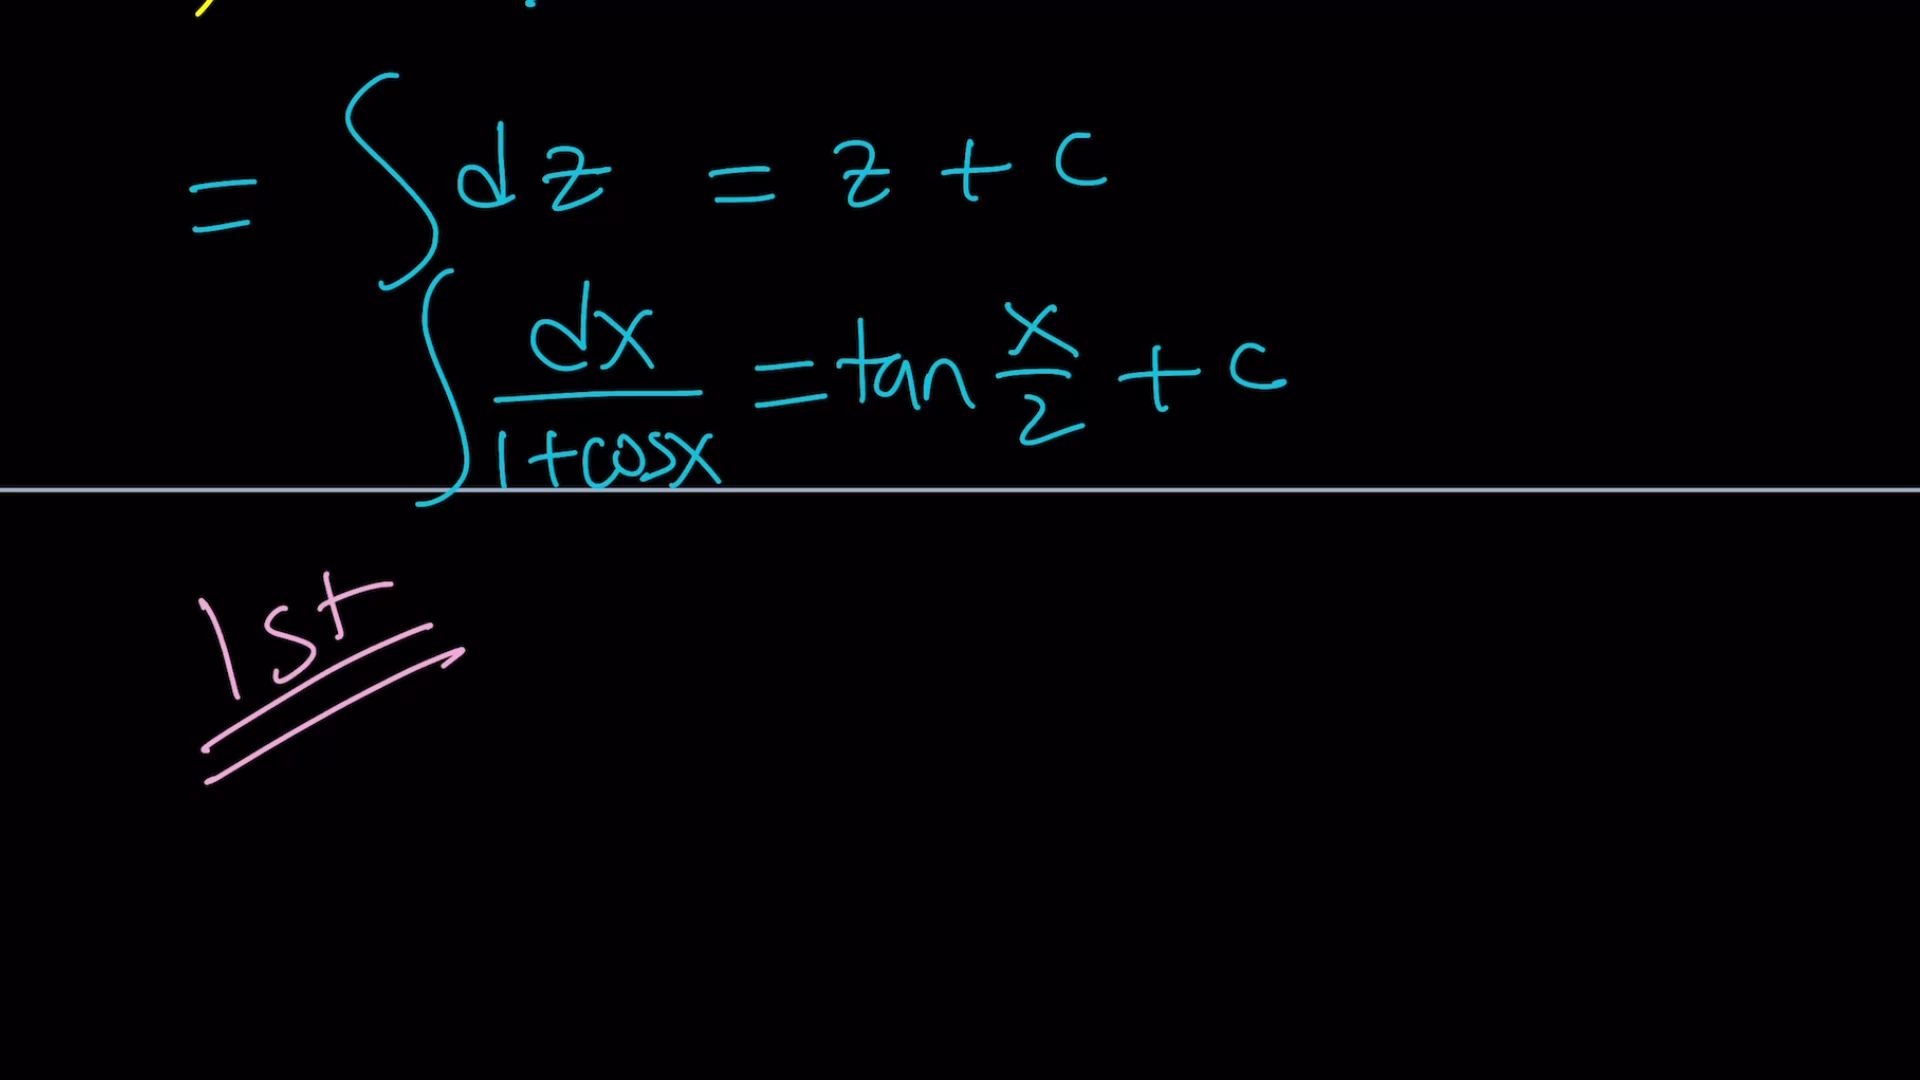 = ∫ dz = z + c
∫ dx/(1+cosx) = tan x/2 + c
1st